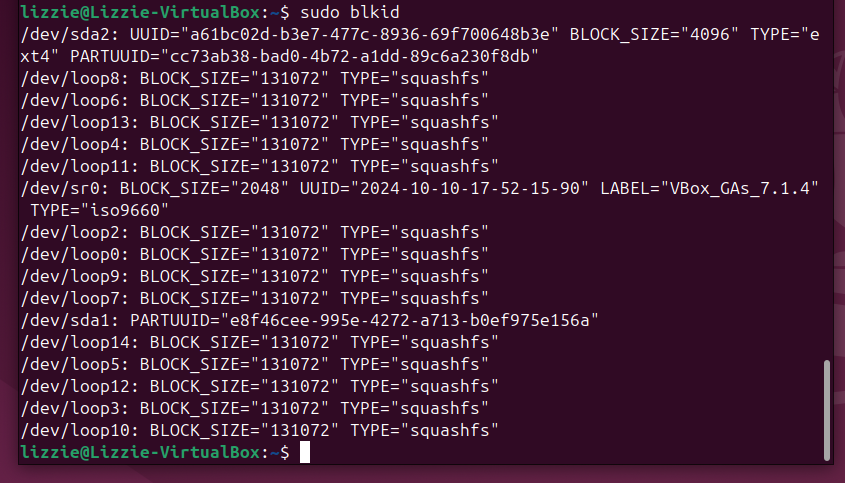 lizzie@Lizzie-VirtualBox:~$ sudo blkid
/dev/sda2: UUID="a61bc02d-b3e7-477c-8936-69f700648b3e" BLOCK_SIZE="4096" TYPE="e
xt4" PARTUUID="cc73ab38-bad0-4b72-a1dd-89c6a230f8db"
/dev/loop8: BLOCK_SIZE="131072" TYPE="squashfs"
/dev/loop6: BLOCK_SIZE="131072" TYPE="squashfs"
/dev/loop13: BLOCK_SIZE="131072" TYPE="squashfs"
/dev/loop4: BLOCK_SIZE="131072" TYPE="squashfs"
/dev/loop11: BLOCK_SIZE="131072" TYPE="squashfs"
/dev/sr0: BLOCK_SIZE="2048" UUID="2024-10-10-17-52-15-90" LABEL="VBox_GAs_7.1.4"
 TYPE="iso9660"
/dev/loop2: BLOCK_SIZE="131072" TYPE="squashfs"
/dev/loop0: BLOCK_SIZE="131072" TYPE="squashfs"
/dev/loop9: BLOCK_SIZE="131072" TYPE="squashfs"
/dev/loop7: BLOCK_SIZE="131072" TYPE="squashfs"
/dev/sda1: PARTUUID="e8f46cee-995e-4272-a713-b0ef975e156a"
/dev/loop14: BLOCK_SIZE="131072" TYPE="squashfs"
/dev/loop5: BLOCK_SIZE="131072" TYPE="squashfs"
/dev/loop12: BLOCK_SIZE="131072" TYPE="squashfs"
/dev/loop3: BLOCK_SIZE="131072" TYPE="squashfs"
/dev/loop10: BLOCK_SIZE="131072" TYPE="squashfs"
lizzie@Lizzie-VirtualBox:~$